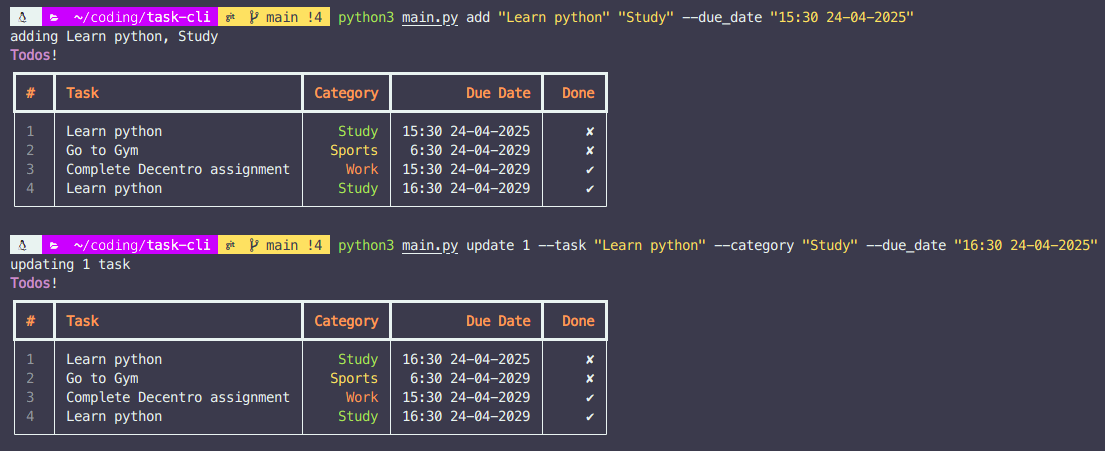 ~/coding/task-cli git main !4 python3 main.py add "Learn python" "Study" --due_date "15:30 24-04-2025"
adding Learn python, Study
Todos!
# Task Category Due Date Done
1 Learn python Study 15:30 24-04-2025 ✘
2 Go to Gym Sports 6:30 24-04-2029 ✘
3 Complete Decentro assignment Work 15:30 24-04-2029 ✔
4 Learn python Study 16:30 24-04-2029 ✔
~/coding/task-cli git main !4 python3 main.py update 1 --task "Learn python" --category "Study" --due_date "16:30 24-04-2025"
updating 1 task
Todos!
# Task Category Due Date Done
1 Learn python Study 16:30 24-04-2025 ✘
2 Go to Gym Sports 6:30 24-04-2029 ✘
3 Complete Decentro assignment Work 15:30 24-04-2029 ✔
4 Learn python Study 16:30 24-04-2029 ✔